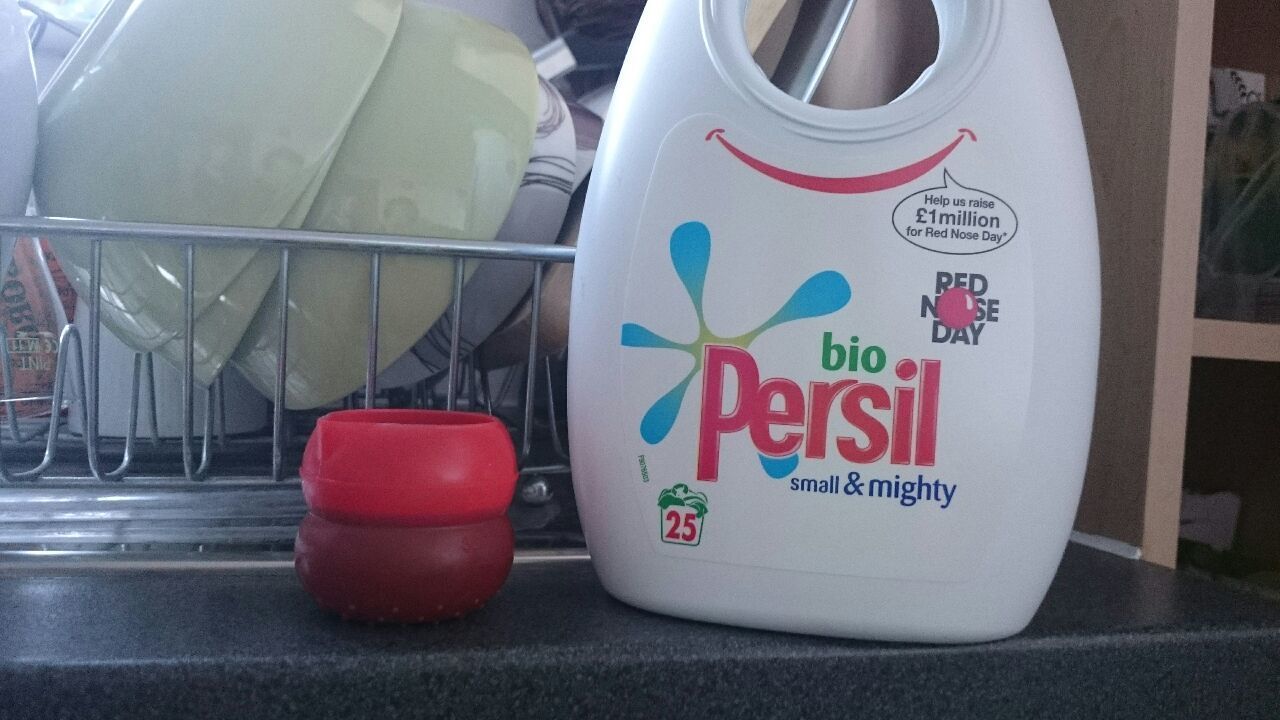 Help us raise
£1million
for Red Nose Day*
RED
NOSE
DAY
bio
Persil
small & mighty
25